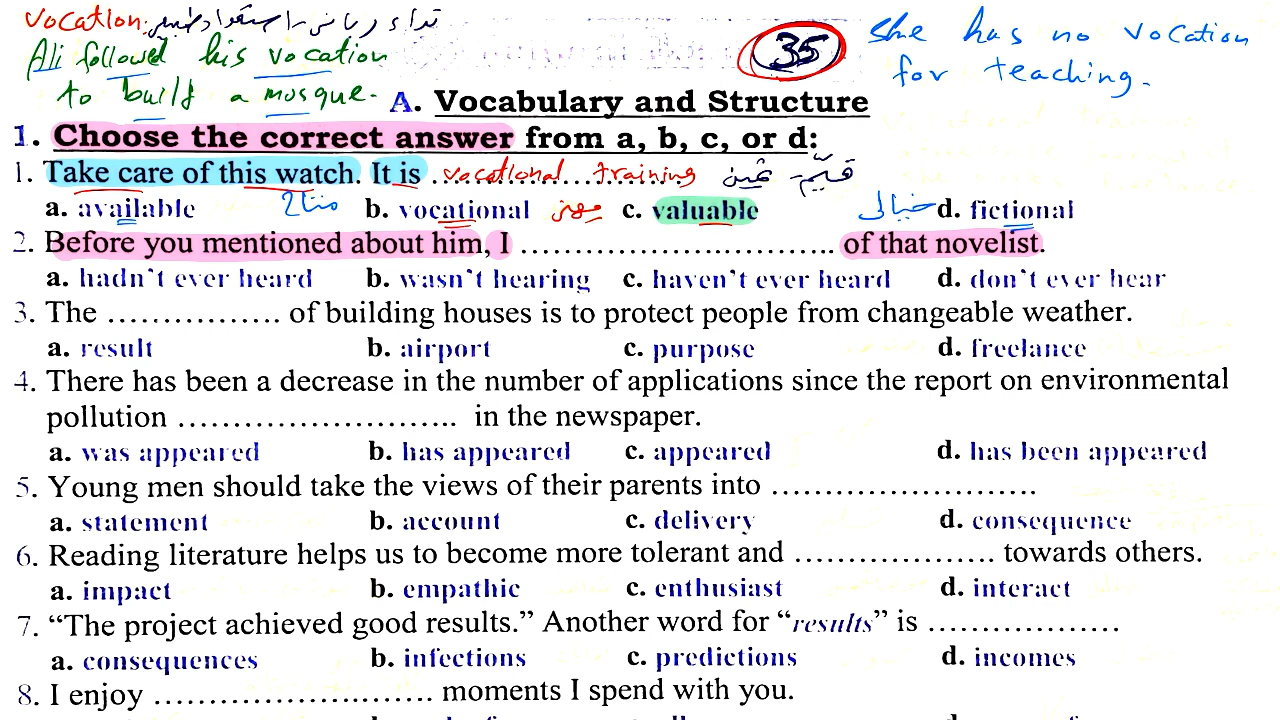 vocation: نداء رباني / استعداد طبيعي
Ali followed his vocation
to build a mosque.
35
She has no vocation
for teaching.
A. Vocabulary and Structure
1. Choose the correct answer from a, b, c, or d:
1. Take care of this watch. It is ........................ vocational training قيّم - ثمين
a. available متاح b. vocational مهني c. valuable خيالي d. fictional
2. Before you mentioned about him, I ................................. of that novelist.
a. hadn't ever heard b. wasn't hearing c. haven't ever heard d. don't ever hear
3. The ................ of building houses is to protect people from changeable weather.
a. result b. airport c. purpose d. freelance
4. There has been a decrease in the number of applications since the report on environmental
pollution .......................... in the newspaper.
a. was appeared b. has appeared c. appeared d. has been appeared
5. Young men should take the views of their parents into .............................
a. statement b. account c. delivery d. consequence
6. Reading literature helps us to become more tolerant and ...................... towards others.
a. impact b. empathic c. enthusiast d. interact
7. “The project achieved good results.” Another word for “results” is .....................
a. consequences b. infections c. predictions d. incomes
8. I enjoy .............................. moments I spend with you.